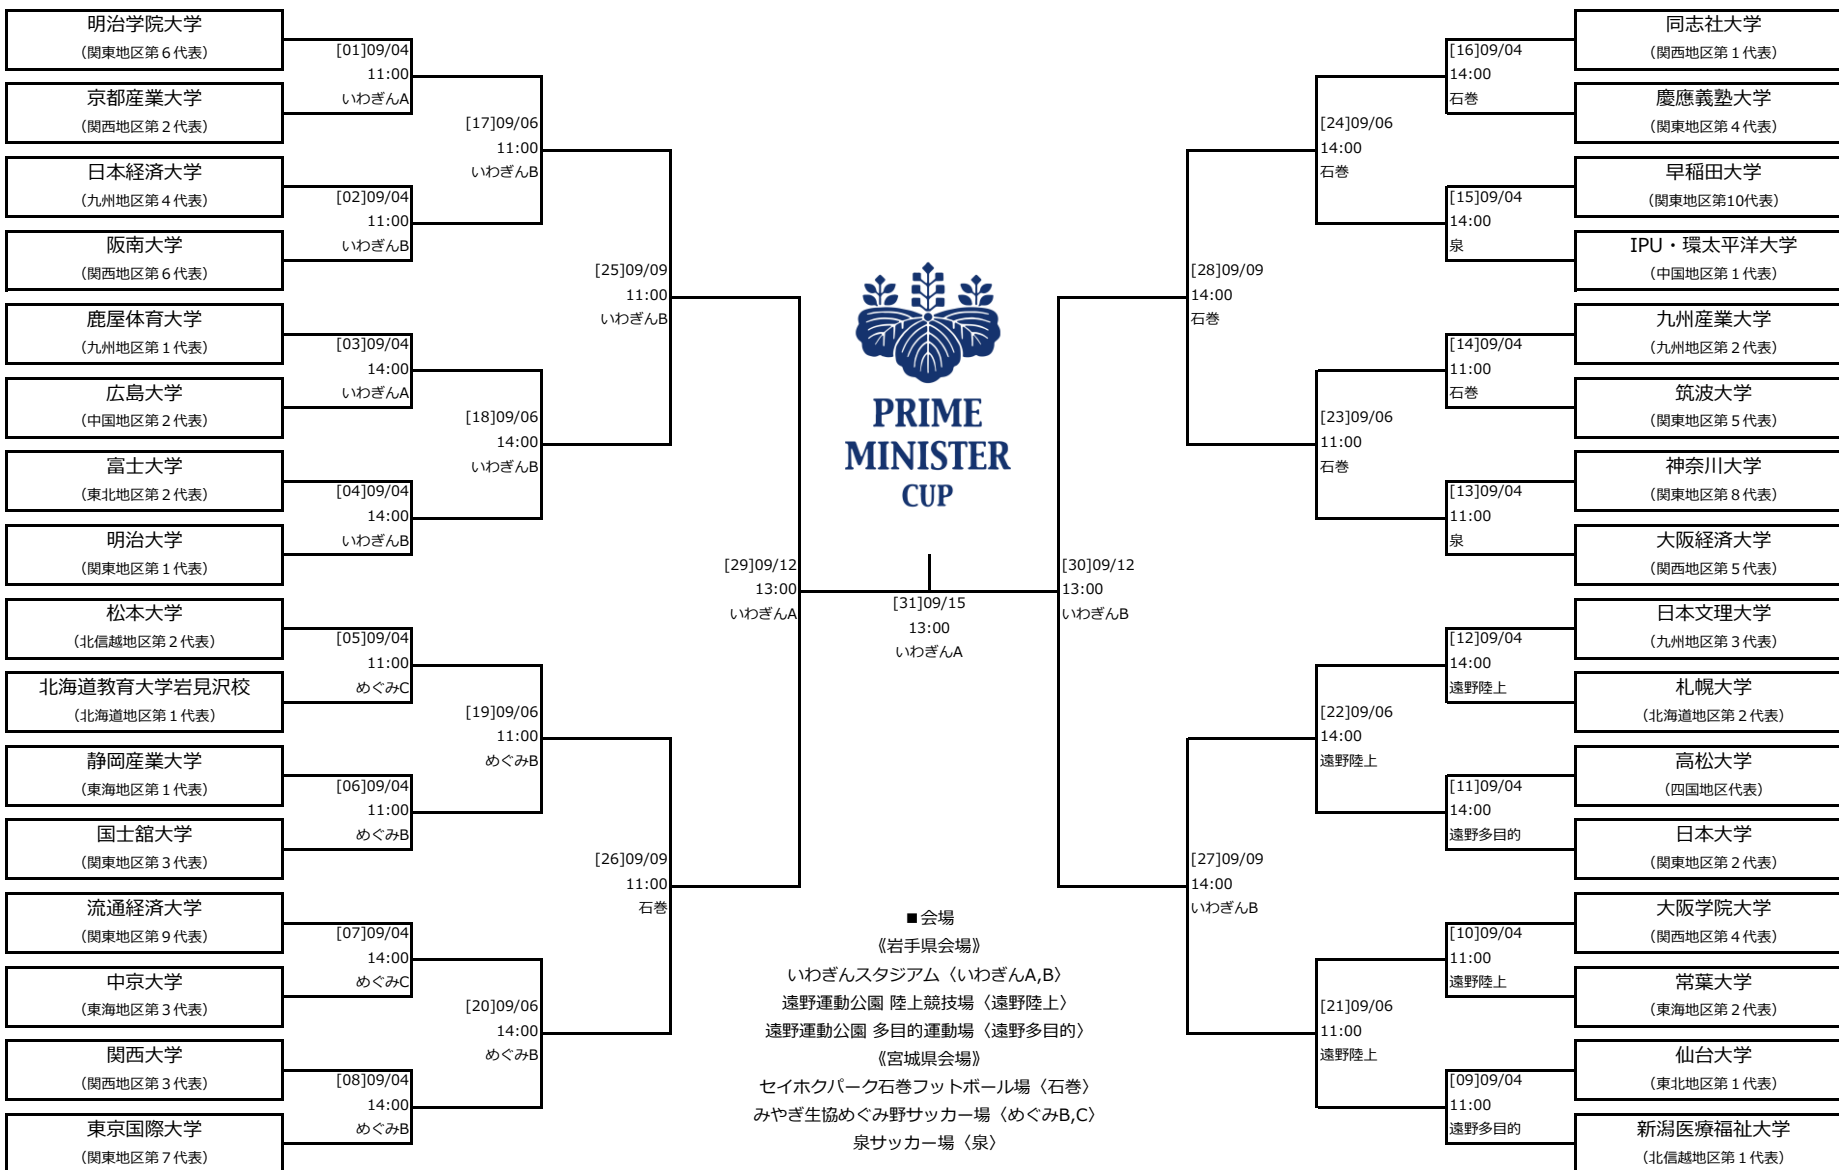 明治学院大学
（関東地区第６代表）
京都産業大学
（関西地区第２代表）
日本経済大学
（九州地区第４代表）
阪南大学
（関西地区第６代表）
鹿屋体育大学
（九州地区第１代表）
広島大学
（中国地区第２代表）
富士大学
（東北地区第２代表）
明治大学
（関東地区第１代表）
松本大学
（北信越地区第２代表）
北海道教育大学岩見沢校
（北海道地区第１代表）
静岡産業大学
（東海地区第１代表）
国士舘大学
（関東地区第３代表）
流通経済大学
（関東地区第９代表）
中京大学
（東海地区第３代表）
関西大学
（関西地区第３代表）
東京国際大学
（関東地区第７代表）
[01]09/04
11:00
いわぎんA
[02]09/04
11:00
いわぎんB
[03]09/04
14:00
いわぎんA
[04]09/04
14:00
いわぎんB
[05]09/04
11:00
めぐみC
[06]09/04
11:00
めぐみB
[07]09/04
14:00
めぐみC
[08]09/04
14:00
めぐみB
[17]09/06
11:00
いわぎんB
[18]09/06
14:00
いわぎんB
[19]09/06
11:00
めぐみB
[20]09/06
14:00
めぐみB
[25]09/09
11:00
いわぎんB
[26]09/09
11:00
石巻
[29]09/12
13:00
いわぎんA
PRIME
MINISTER
CUP
[31]09/15
13:00
いわぎんA
■会場
《岩手県会場》
いわぎんスタジアム〈いわぎんA,B〉
遠野運動公園 陸上競技場〈遠野陸上〉
遠野運動公園 多目的運動場〈遠野多目的〉
《宮城県会場》
セイホクパーク石巻フットボール場〈石巻〉
みやぎ生協めぐみ野サッカー場〈めぐみB,C〉
泉サッカー場〈泉〉
[30]09/12
13:00
いわぎんB
[28]09/09
14:00
石巻
[27]09/09
14:00
いわぎんB
[24]09/06
14:00
石巻
[23]09/06
11:00
石巻
[22]09/06
14:00
遠野陸上
[21]09/06
11:00
遠野陸上
[16]09/04
14:00
石巻
[15]09/04
14:00
泉
[14]09/04
11:00
石巻
[13]09/04
11:00
泉
[12]09/04
14:00
遠野陸上
[11]09/04
14:00
遠野多目的
[10]09/04
11:00
遠野陸上
[09]09/04
11:00
遠野多目的
同志社大学
（関西地区第１代表）
慶應義塾大学
（関東地区第４代表）
早稲田大学
（関東地区第10代表）
IPU・環太平洋大学
（中国地区第１代表）
九州産業大学
（九州地区第２代表）
筑波大学
（関東地区第５代表）
神奈川大学
（関東地区第８代表）
大阪経済大学
（関西地区第５代表）
日本文理大学
（九州地区第３代表）
札幌大学
（北海道地区第２代表）
高松大学
（四国地区代表）
日本大学
（関東地区第２代表）
大阪学院大学
（関西地区第４代表）
常葉大学
（東海地区第２代表）
仙台大学
（東北地区第１代表）
新潟医療福祉大学
（北信越地区第１代表）